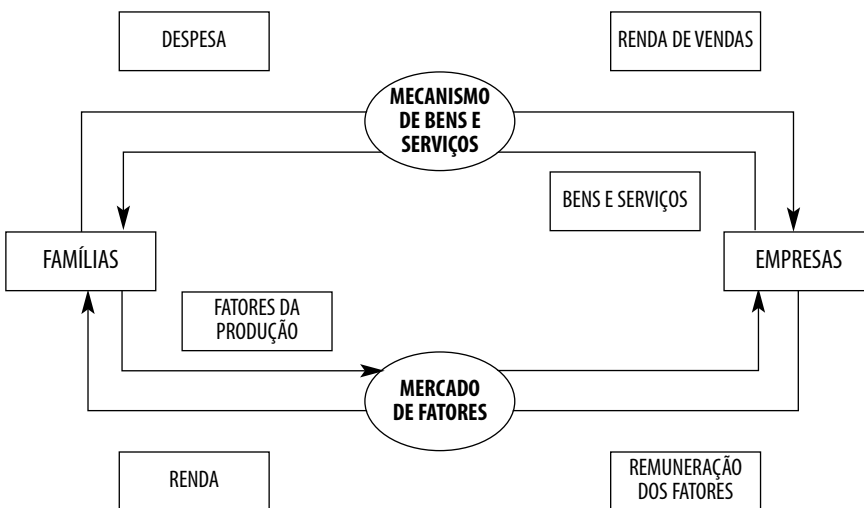 DESPESA
RENDA DE VENDAS
MECANISMO
DE BENS E
SERVIÇOS
BENS E SERVIÇOS
FAMÍLIAS
EMPRESAS
FATORES DA
PRODUÇÃO
MERCADO
DE FATORES
RENDA
REMUNERAÇÃO
DOS FATORES